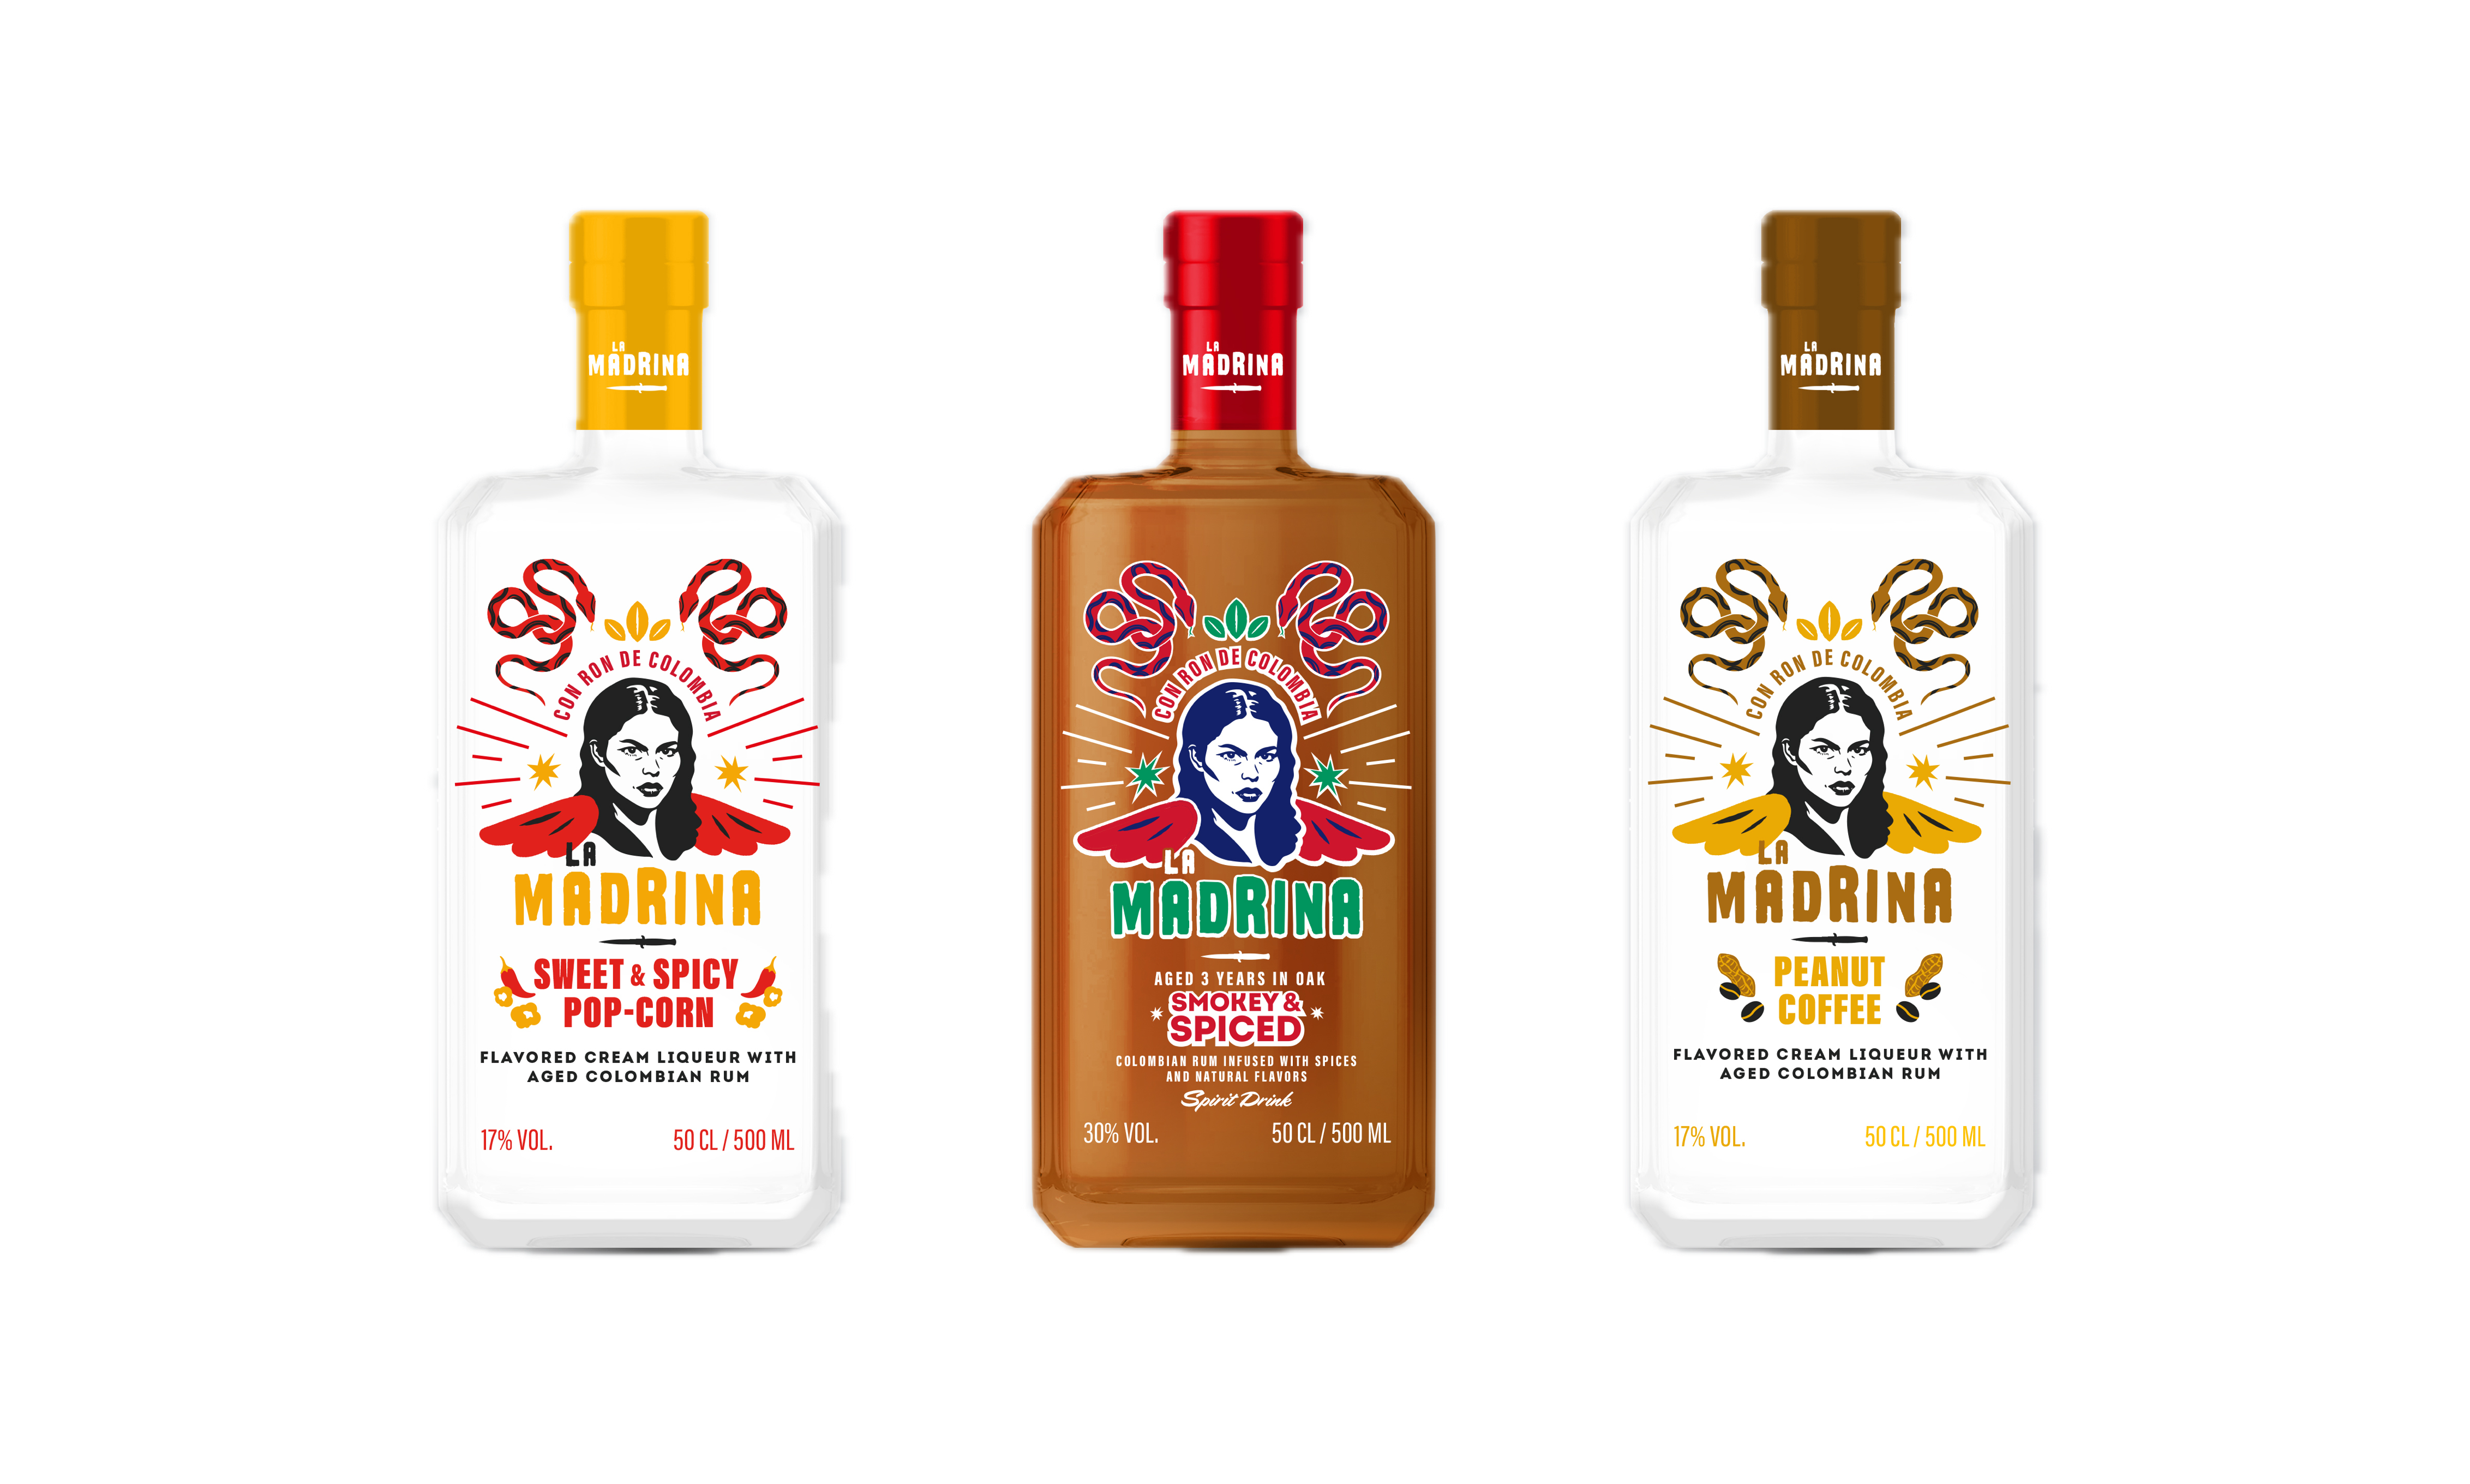 LA
MADRINA
CON RON DE COLOMBIA
LA
MADRINA
SWEET & SPICY
POP-CORN
FLAVORED CREAM LIQUEUR WITH
AGED COLOMBIAN RUM
17% VOL.
50 CL / 500 ML
LA
MADRINA
CON RON DE COLOMBIA
LA
MADRINA
AGED 3 YEARS IN OAK
SMOKEY &
SPICED
COLOMBIAN RUM INFUSED WITH SPICES
AND NATURAL FLAVORS
Spirit Drink
30% VOL.
50 CL / 500 ML
LA
MADRINA
CON RON DE COLOMBIA
LA
MADRINA
PEANUT
COFFEE
FLAVORED CREAM LIQUEUR WITH
AGED COLOMBIAN RUM
17% VOL.
50 CL / 500 ML